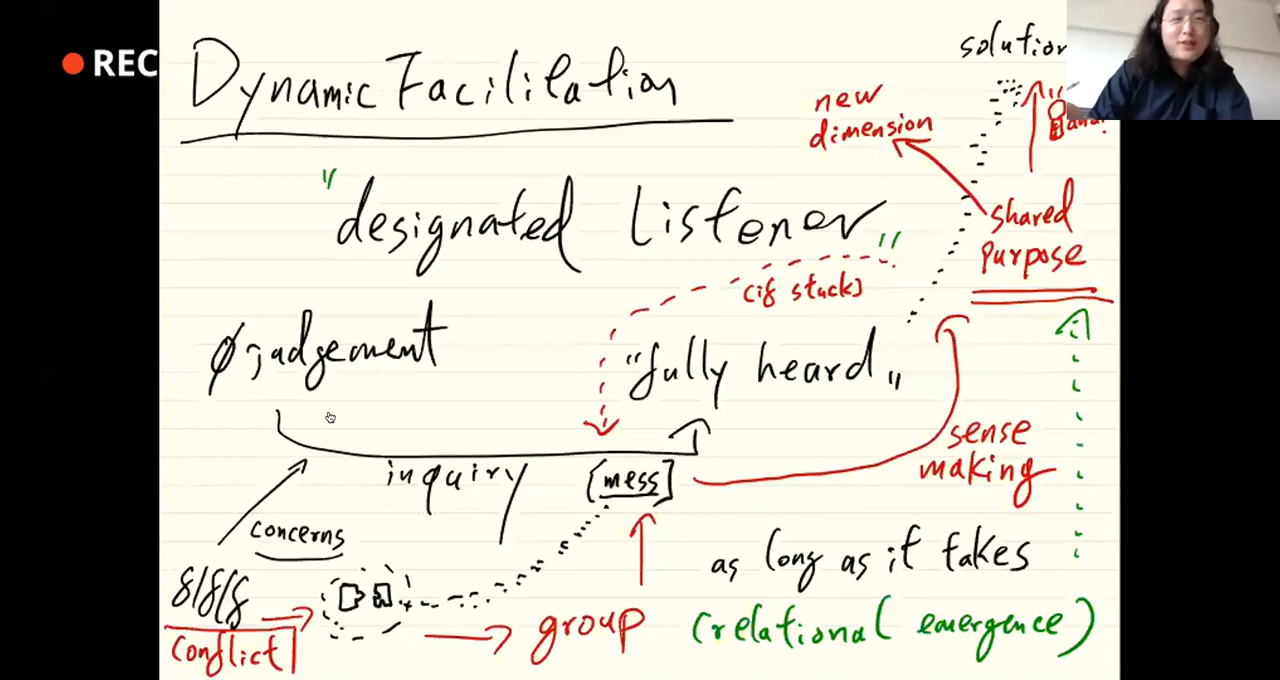 REC
Dynamic Facilitation
solution
new
dimension
"designated listener"
shared
purpose
(if stuck)
∅ judgement
"fully heard"
sense
making
inquiry
[mess]
concerns
as long as it takes
conflict
group
(relational emergence)